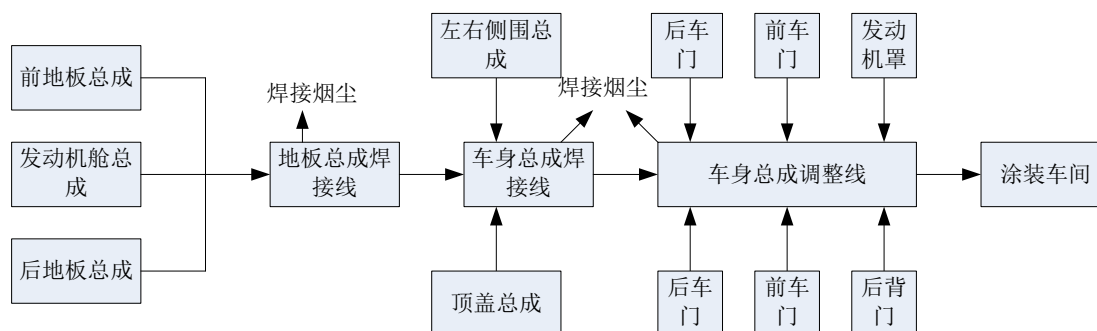 左右侧围总
成
后车
门
前车
门
发动
机罩
前地板总成
焊接烟尘
焊接烟尘
发动机舱总
成
地板总成焊
接线
车身总成焊
接线
车身总成调整线
涂装车间
后地板总成
顶盖总成
后车
门
前车
门
后背
门